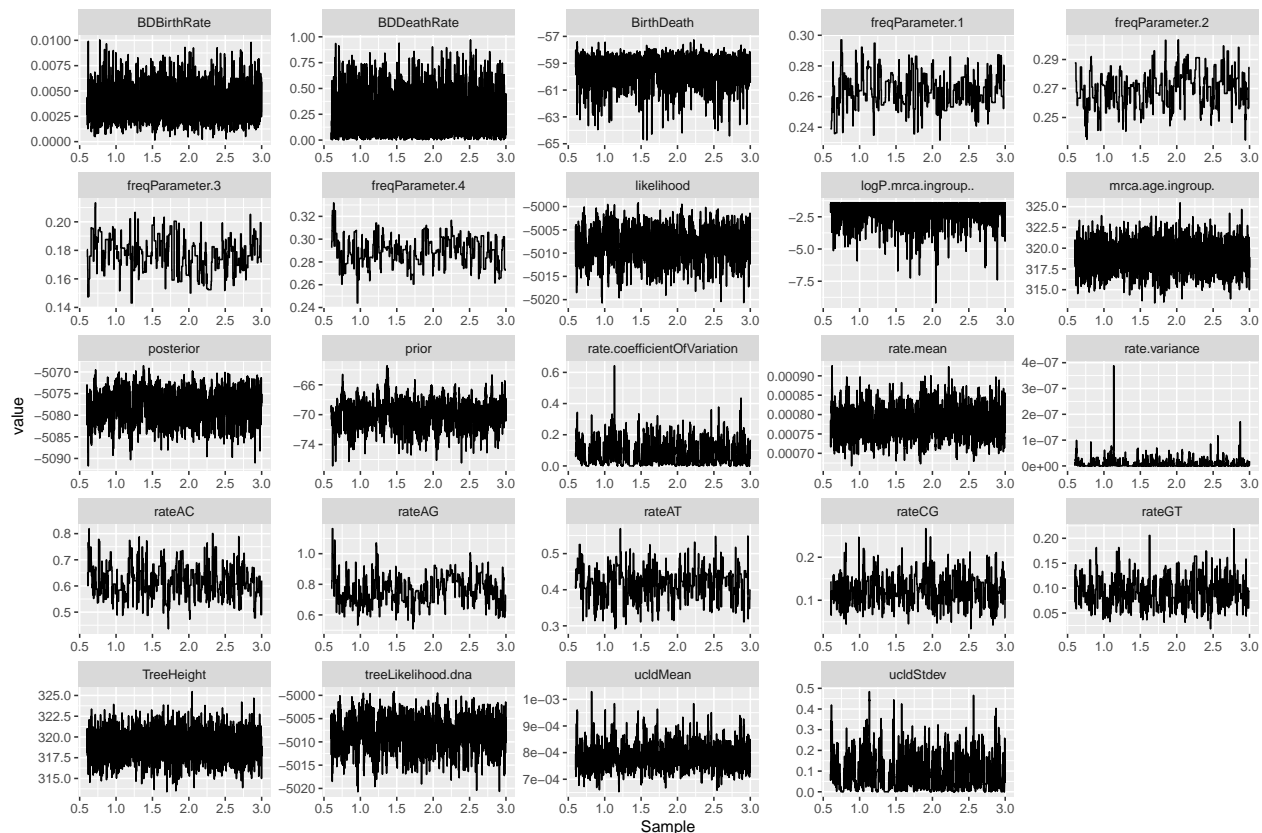 BDBirthRate BDDeathRate BirthDeath freqParameter.1 freqParameter.2
0.0100 0.0075 0.0050 0.0025 0.0000
1.00 0.75 0.50 0.25 0.00
−57 −59 −61 −63 −65
0.30 0.28 0.26 0.24
0.29 0.27 0.25
0.5 1.0 1.5 2.0 2.5 3.0 0.5 1.0 1.5 2.0 2.5 3.0 0.5 1.0 1.5 2.0 2.5 3.0 0.5 1.0 1.5 2.0 2.5 3.0 0.5 1.0 1.5 2.0 2.5 3.0
freqParameter.3 freqParameter.4 likelihood logP.mrca.ingroup.. mrca.age.ingroup.
0.20 0.18 0.16 0.14
0.32 0.30 0.28 0.26 0.24
−5000 −5005 −5010 −5015 −5020
−2.5 −5.0 −7.5
325.0 322.5 320.0 317.5 315.0
0.5 1.0 1.5 2.0 2.5 3.0 0.5 1.0 1.5 2.0 2.5 3.0 0.5 1.0 1.5 2.0 2.5 3.0 0.5 1.0 1.5 2.0 2.5 3.0 0.5 1.0 1.5 2.0 2.5 3.0
posterior prior rate.coefficientOfVariation rate.mean rate.variance
value
−5070 −5075 −5080 −5085 −5090
−66 −70 −74
0.6 0.4 0.2 0.0
0.00090 0.00085 0.00080 0.00075 0.00070
4e−07 3e−07 2e−07 1e−07 0e+00
0.5 1.0 1.5 2.0 2.5 3.0 0.5 1.0 1.5 2.0 2.5 3.0 0.5 1.0 1.5 2.0 2.5 3.0 0.5 1.0 1.5 2.0 2.5 3.0 0.5 1.0 1.5 2.0 2.5 3.0
rateAC rateAG rateAT rateCG rateGT
0.8 0.7 0.6 0.5
1.0 0.8 0.6
0.5 0.4 0.3
0.2 0.1
0.20 0.15 0.10 0.05
0.5 1.0 1.5 2.0 2.5 3.0 0.5 1.0 1.5 2.0 2.5 3.0 0.5 1.0 1.5 2.0 2.5 3.0 0.5 1.0 1.5 2.0 2.5 3.0 0.5 1.0 1.5 2.0 2.5 3.0
TreeHeight treeLikelihood.dna ucldMean ucldStdev
325.0 322.5 320.0 317.5 315.0
−5000 −5005 −5010 −5015 −5020
1e−03 9e−04 8e−04 7e−04
0.5 0.4 0.3 0.2 0.1 0.0
0.5 1.0 1.5 2.0 2.5 3.0 0.5 1.0 1.5 2.0 2.5 3.0 0.5 1.0 1.5 2.0 2.5 3.0 0.5 1.0 1.5 2.0 2.5 3.0
Sample